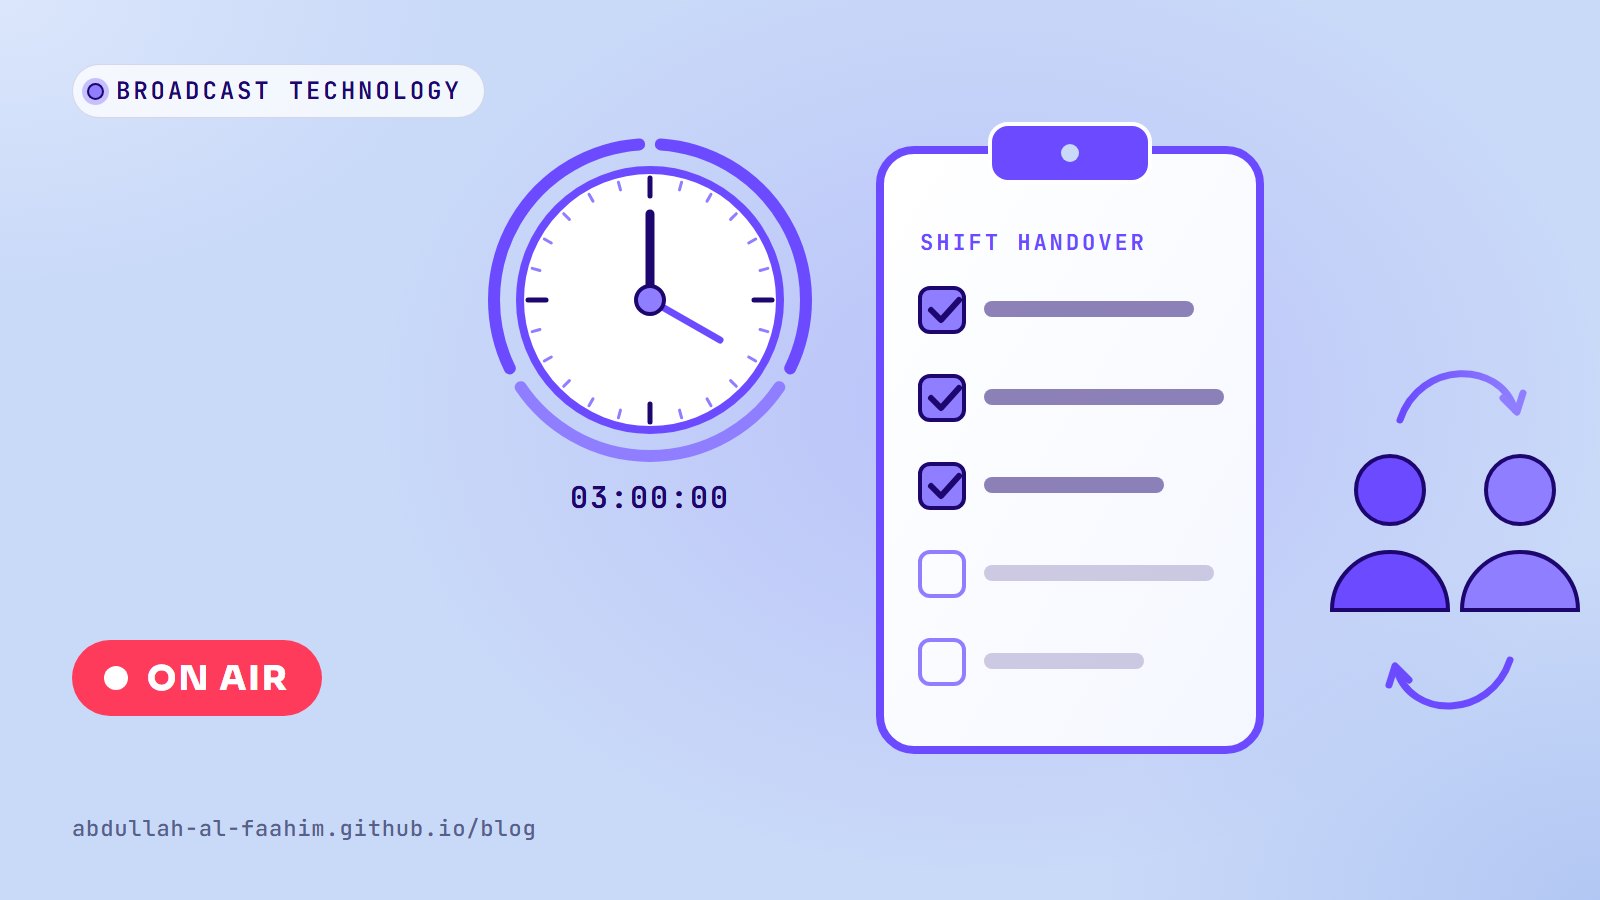 BROADCAST TECHNOLOGY
03:00:00
SHIFT HANDOVER
ON AIR
abdullah-al-faahim.github.io/blog